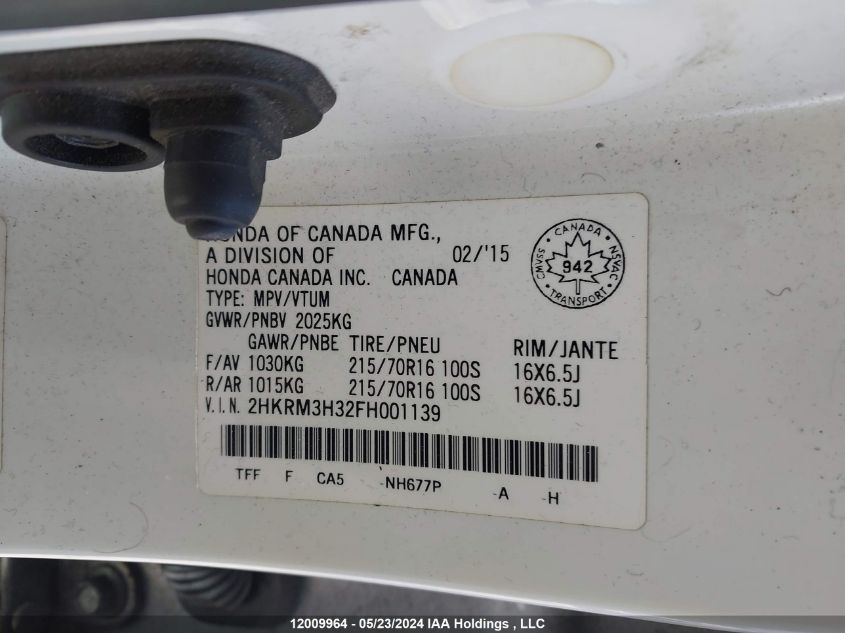 HONDA OF CANADA MFG.,
A DIVISION OF 02/'15
HONDA CANADA INC. CANADA
TYPE: MPV/VTUM
GVWR/PNBV 2025KG
GAWR/PNBE TIRE/PNEU RIM/JANTE
F/AV 1030KG 215/70R16 100S 16X6.5J
R/AR 1015KG 215/70R16 100S 16X6.5J
V.I.N. 2HKRM3H32FH001139
TFF F CA5 -NH677P -A -H
CANADA
CMVSS 942 NSVAC
TRANSPORT
12009964 - 05/23/2024 IAA Holdings , LLC